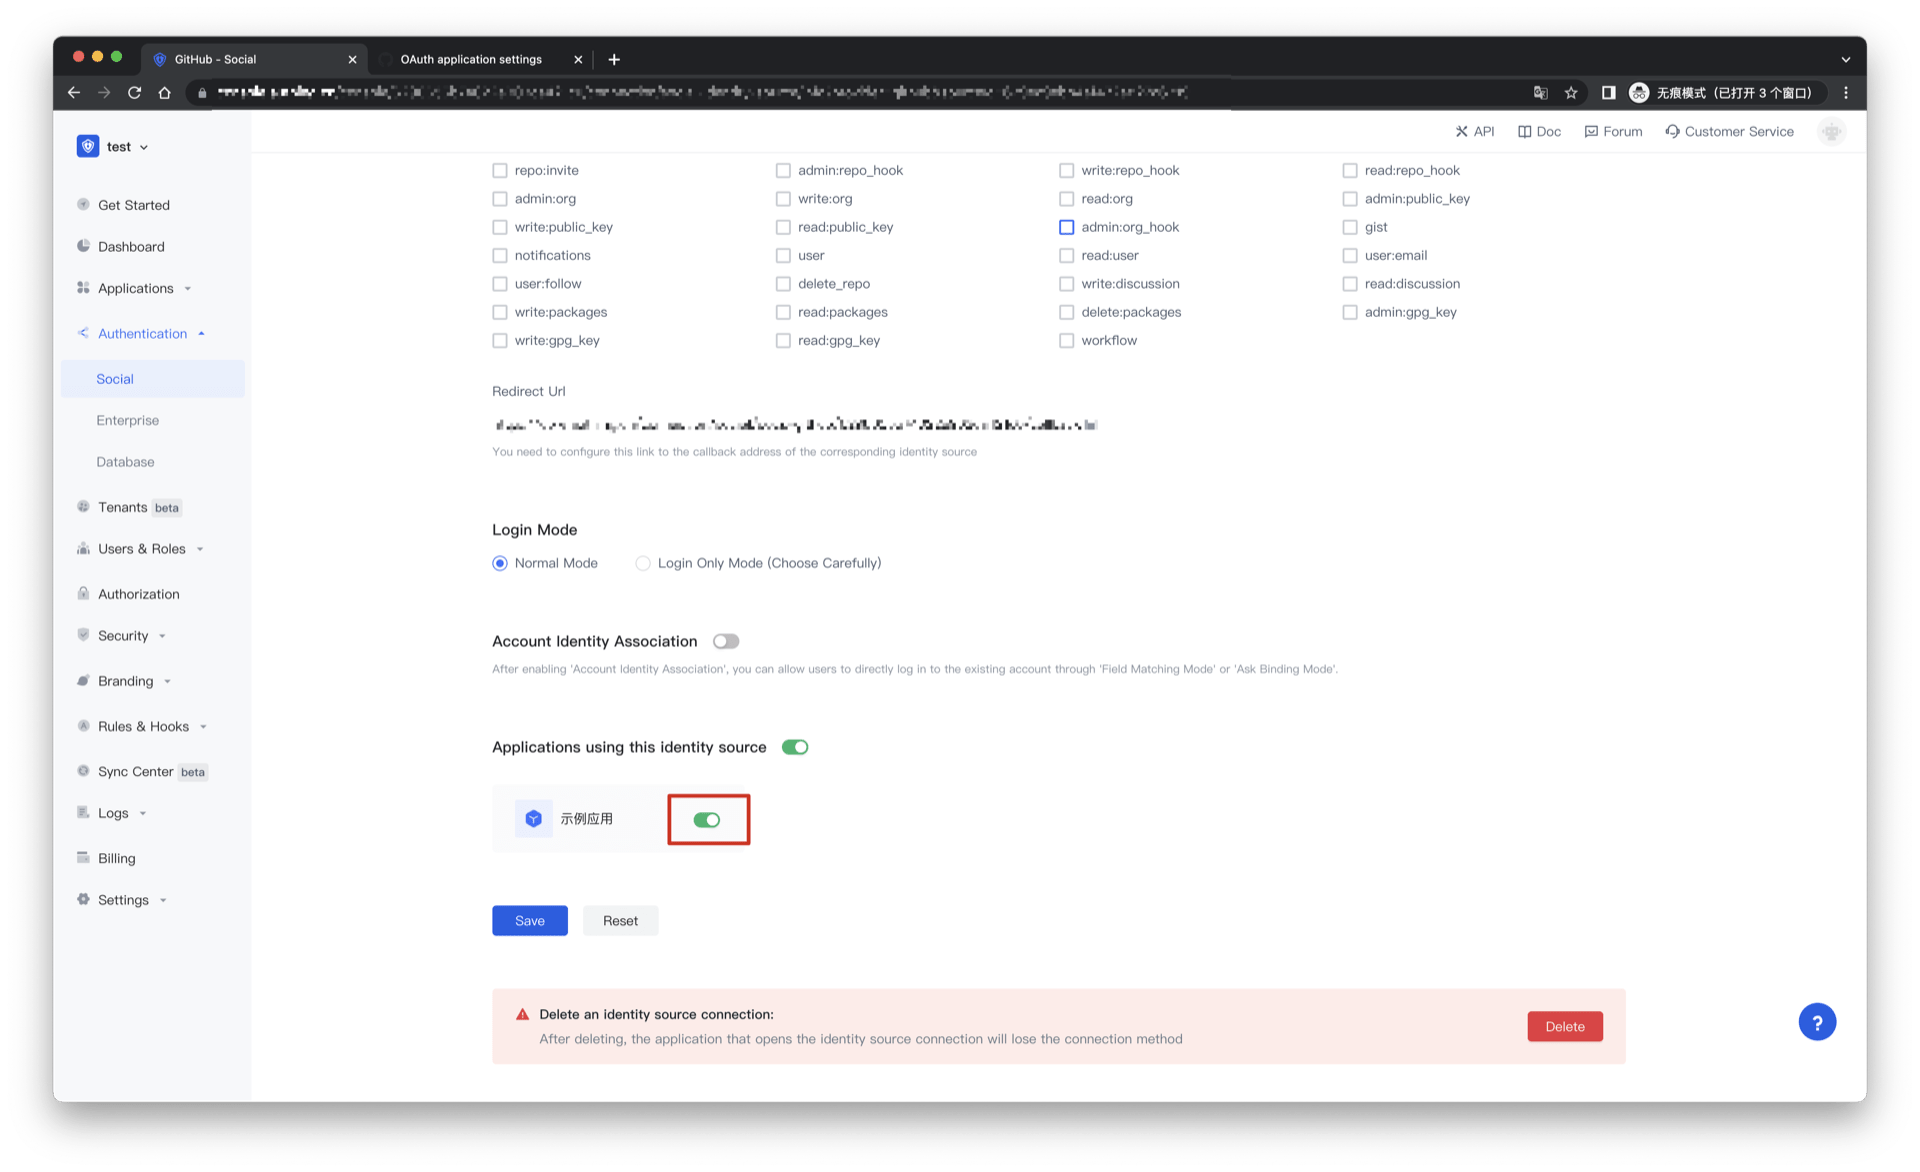 GitHub - Social
OAuth application settings
无痕模式（已打开 3 个窗口）
test
API
Doc
Forum
Customer Service
Get Started
Dashboard
Applications
Authentication
Social
Enterprise
Database
Tenants beta
Users & Roles
Authorization
Security
Branding
Rules & Hooks
Sync Center beta
Logs
Billing
Settings
repo:invite admin:repo_hook write:repo_hook read:repo_hook
admin:org write:org read:org admin:public_key
write:public_key read:public_key admin:org_hook gist
notifications user read:user user:email
user:follow delete_repo write:discussion read:discussion
write:packages read:packages delete:packages admin:gpg_key
write:gpg_key read:gpg_key workflow
Redirect Url
You need to configure this link to the callback address of the corresponding identity source
Login Mode
Normal Mode Login Only Mode (Choose Carefully)
Account Identity Association
After enabling 'Account Identity Association', you can allow users to directly log in to the existing account through 'Field Matching Mode' or 'Ask Binding Mode'.
Applications using this identity source
示例应用
Save Reset
Delete an identity source connection:
After deleting, the application that opens the identity source connection will lose the connection method
Delete
?